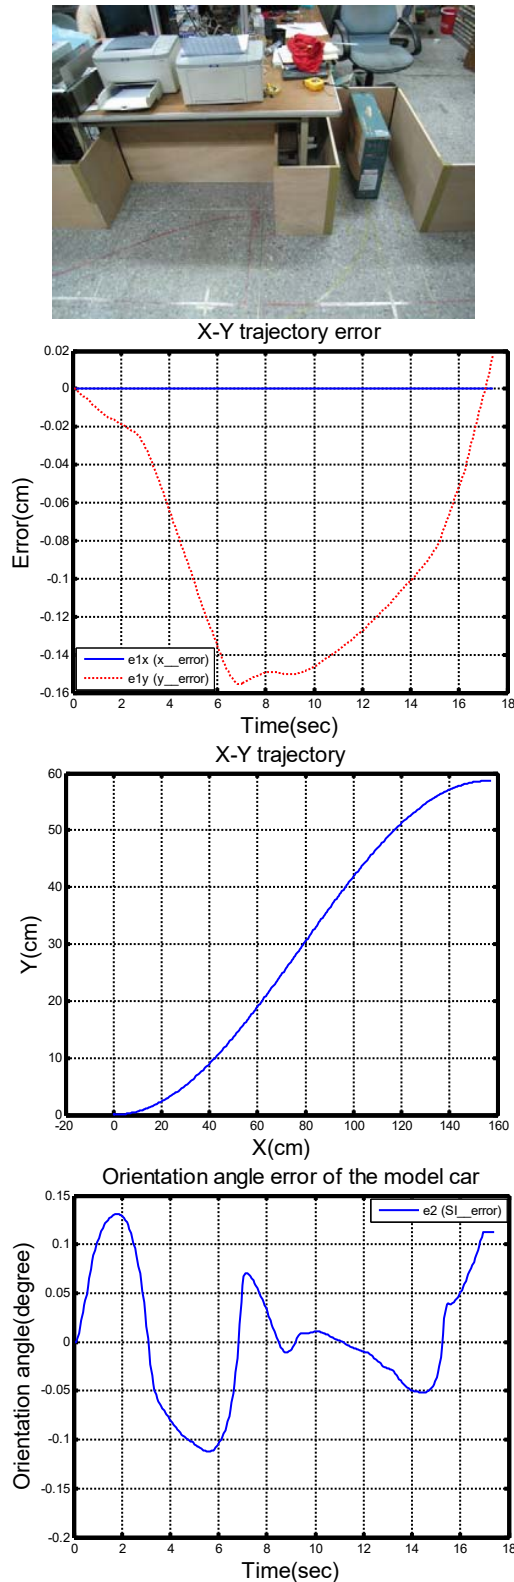 X-Y trajectory error
0.02
0
-0.02
-0.04
-0.06
-0.08
-0.1
-0.12
-0.14
-0.16
Error(cm)
e1x (x__error)
e1y (y__error)
0 2 4 6 8 10 12 14 16 18
Time(sec)
X-Y trajectory
60
50
40
30
20
10
0
Y(cm)
-20 0 20 40 60 80 100 120 140 160
X(cm)
Orientation angle error of the model car
0.15
0.1
0.05
0
-0.05
-0.1
-0.15
-0.2
Orientation angle(degree)
e2 (SI__error)
0 2 4 6 8 10 12 14 16 18
Time(sec)